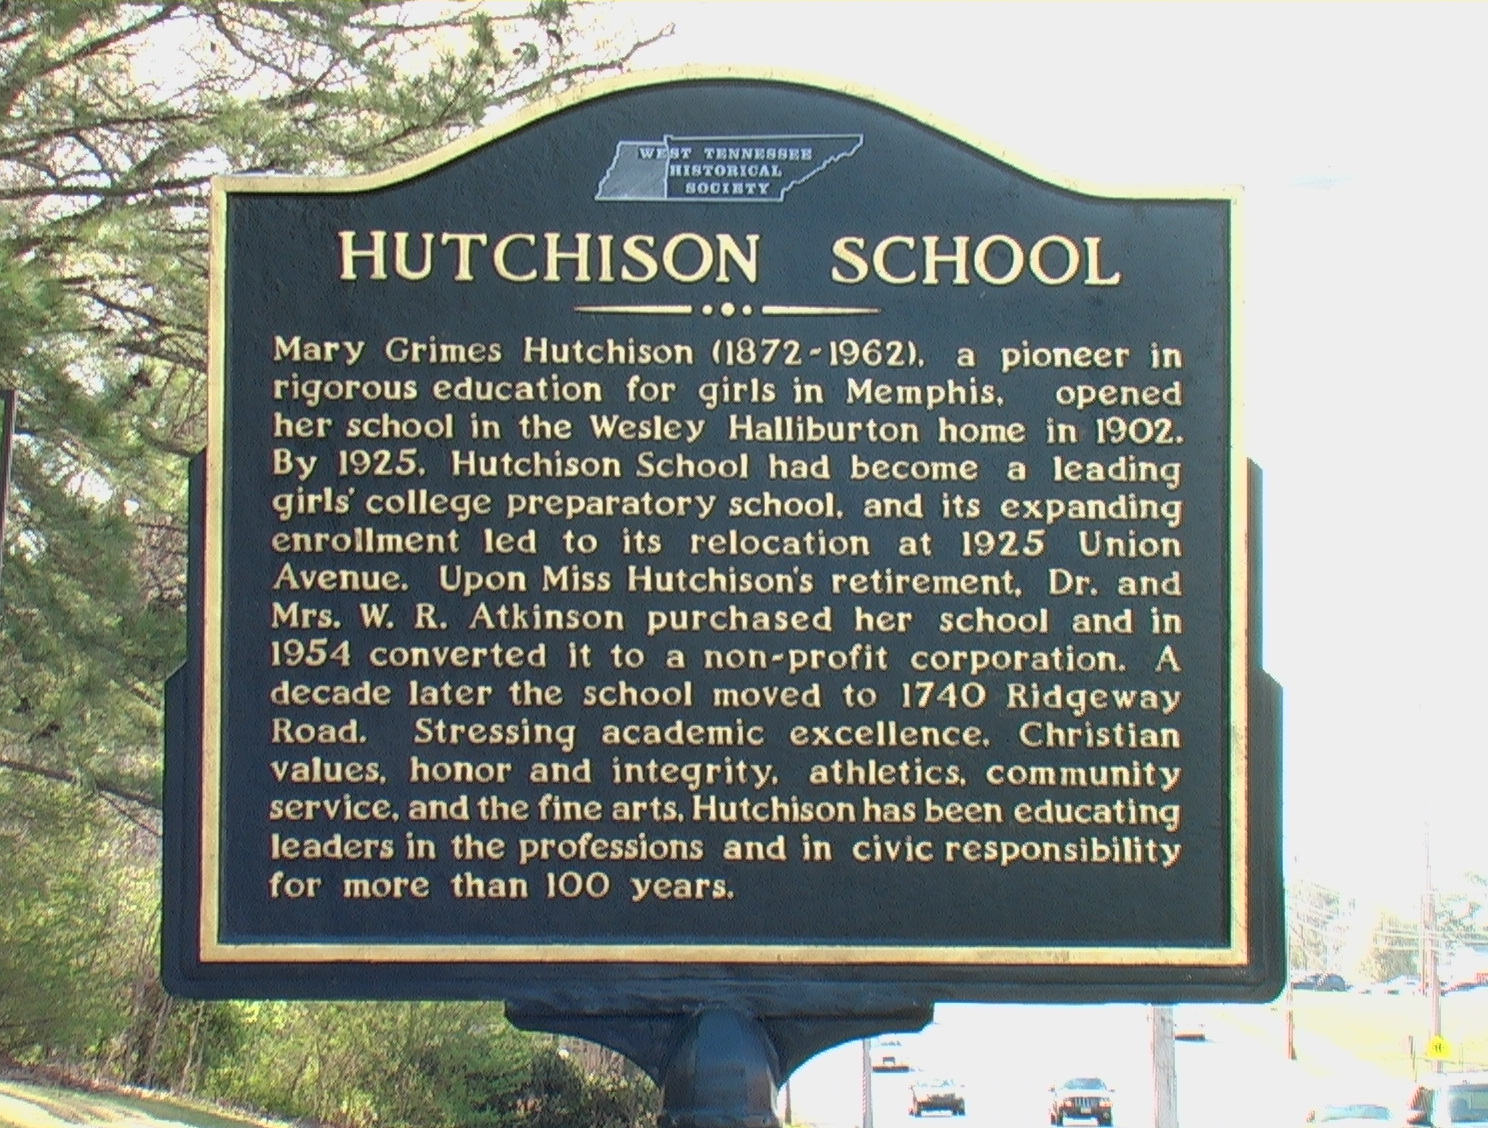 WEST TENNESSEE
HISTORICAL
SOCIETY
HUTCHISON SCHOOL
Mary Grimes Hutchison (1872-1962), a pioneer in
rigorous education for girls in Memphis, opened
her school in the Wesley Halliburton home in 1902.
By 1925, Hutchison School had become a leading
girls' college preparatory school, and its expanding
enrollment led to its relocation at 1925 Union
Avenue. Upon Miss Hutchison's retirement, Dr. and
Mrs. W. R. Atkinson purchased her school and in
1954 converted it to a non-profit corporation. A
decade later the school moved to 1740 Ridgeway
Road. Stressing academic excellence, Christian
values, honor and integrity, athletics, community
service, and the fine arts, Hutchison has been educating
leaders in the professions and in civic responsibility
for more than 100 years.